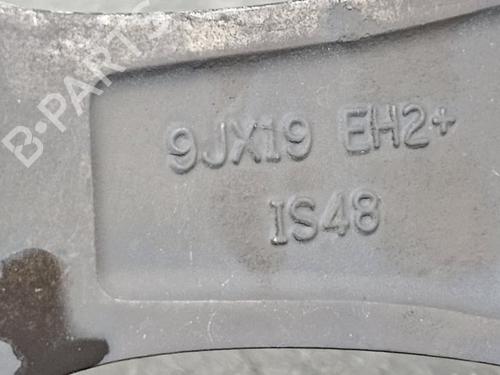 B-PARTS
9JX19 EH2+
IS48